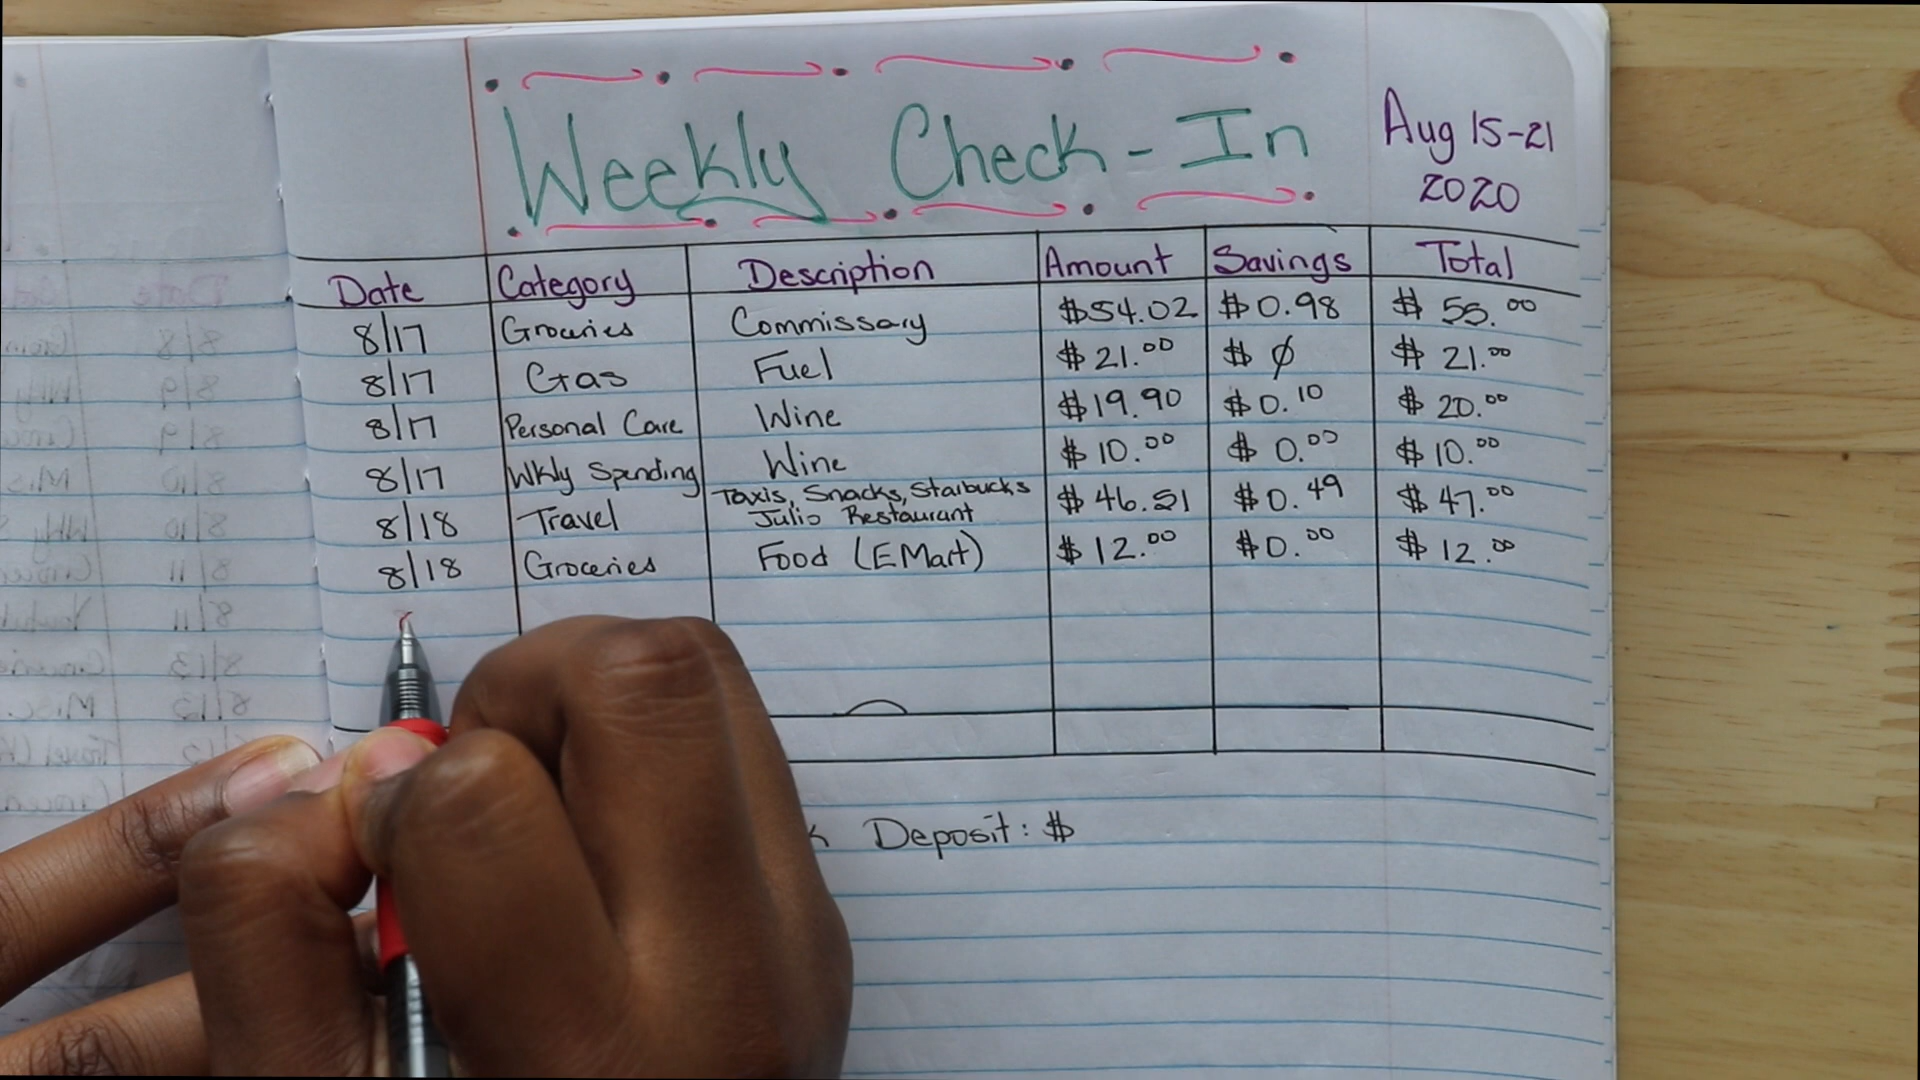 Weekly Check-In
Aug 15-21
2020
Date Category Description Amount Savings Total
8/17 Groceries Commissary $54.02 $0.98 $55.00
8/17 Gas Fuel $21.00 $ ∅ $21.00
8/17 Personal Care Wine $19.90 $0.10 $20.00
8/17 Wkly Spending Wine $10.00 $0.00 $10.00
8/18 Travel Taxis, Snacks, Starbucks $46.51 $0.49 $47.00
Julio Restaurant
8/18 Groceries Food (EMart) $12.00 $0.00 $12.00
Deposit: $